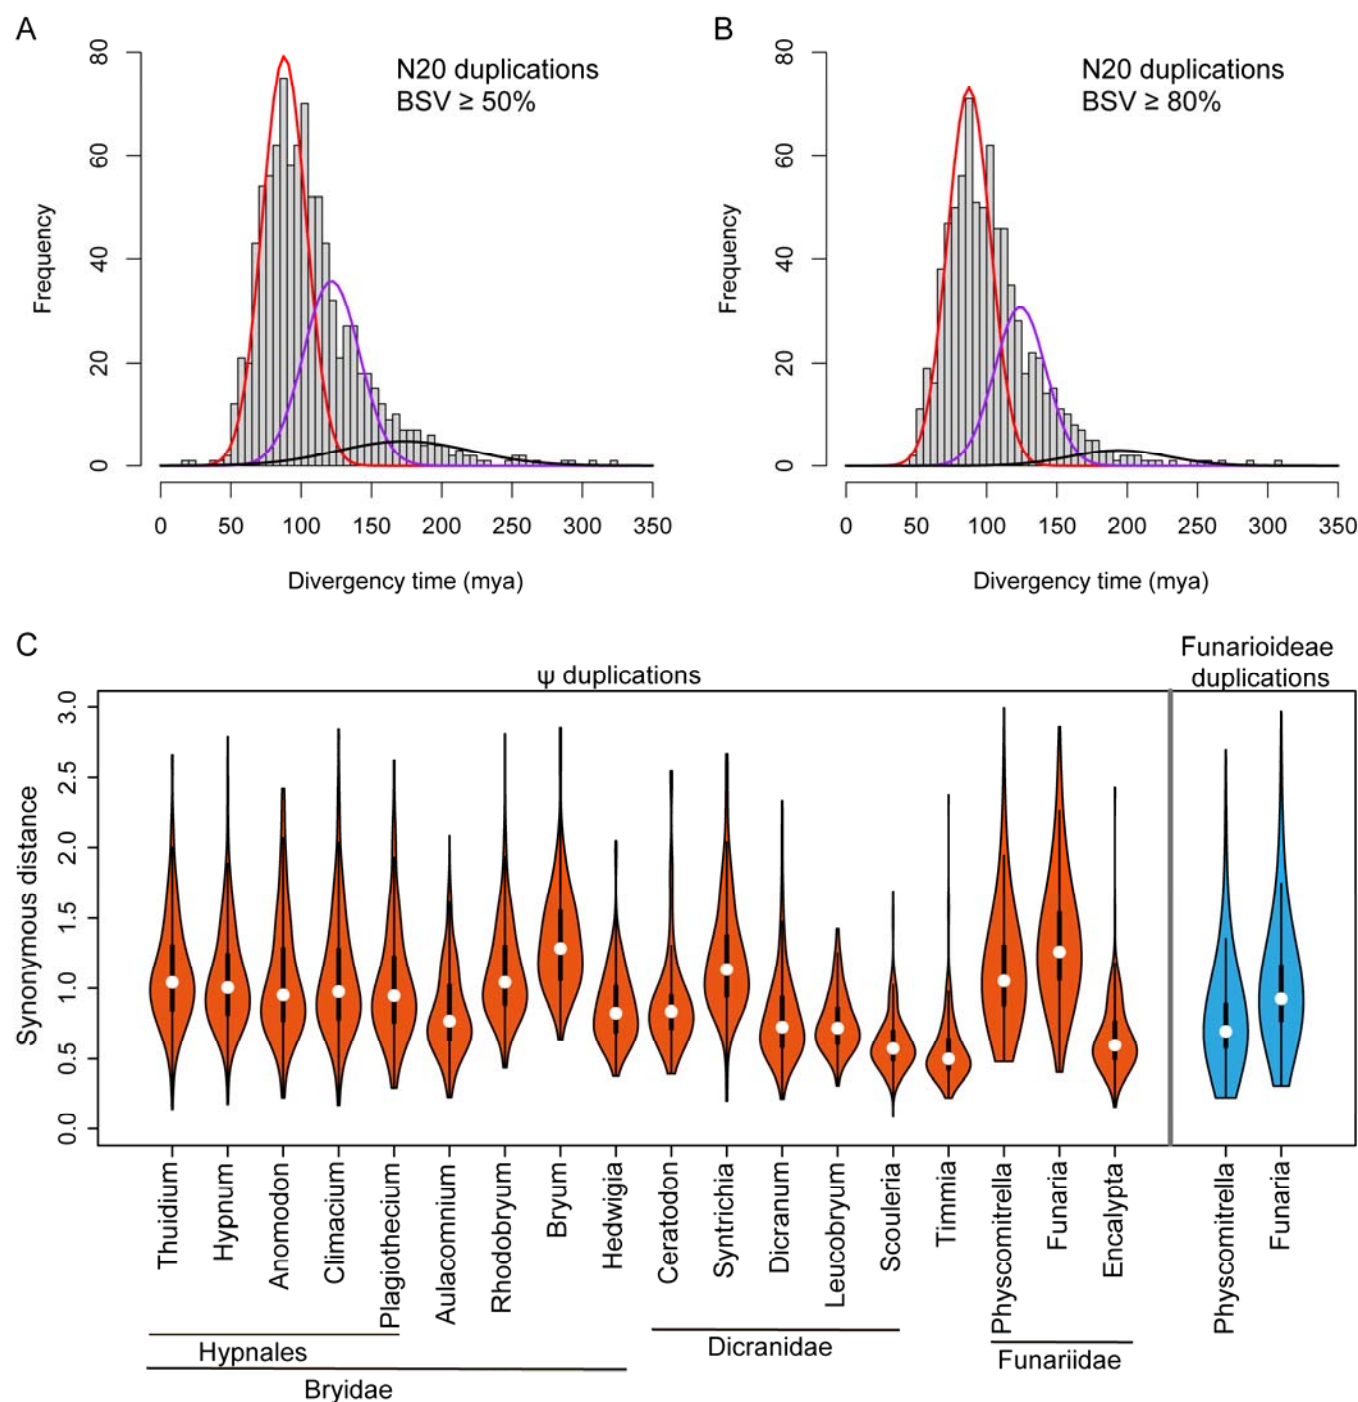 A
N20 duplications
BSV ≥ 50%
Frequency
0
20
40
60
80
0 50 100 150 200 250 300 350
Divergency time (mya)
B
N20 duplications
BSV ≥ 80%
Frequency
0
20
40
60
80
0 50 100 150 200 250 300 350
Divergency time (mya)
C
ψ duplications
Funarioideae
duplications
Synonymous distance
0.0
0.5
1.0
1.5
2.0
2.5
3.0
Thuidium
Hypnum
Anomodon
Climacium
Plagiothecium
Aulacomnium
Rhodobryum
Bryum
Hedwigia
Ceratodon
Syntrichia
Dicranum
Leucobryum
Scouleria
Timmia
Physcomitrella
Funaria
Encalypta
Physcomitrella
Funaria
Hypnales
Bryidae
Dicranidae
Funariidae